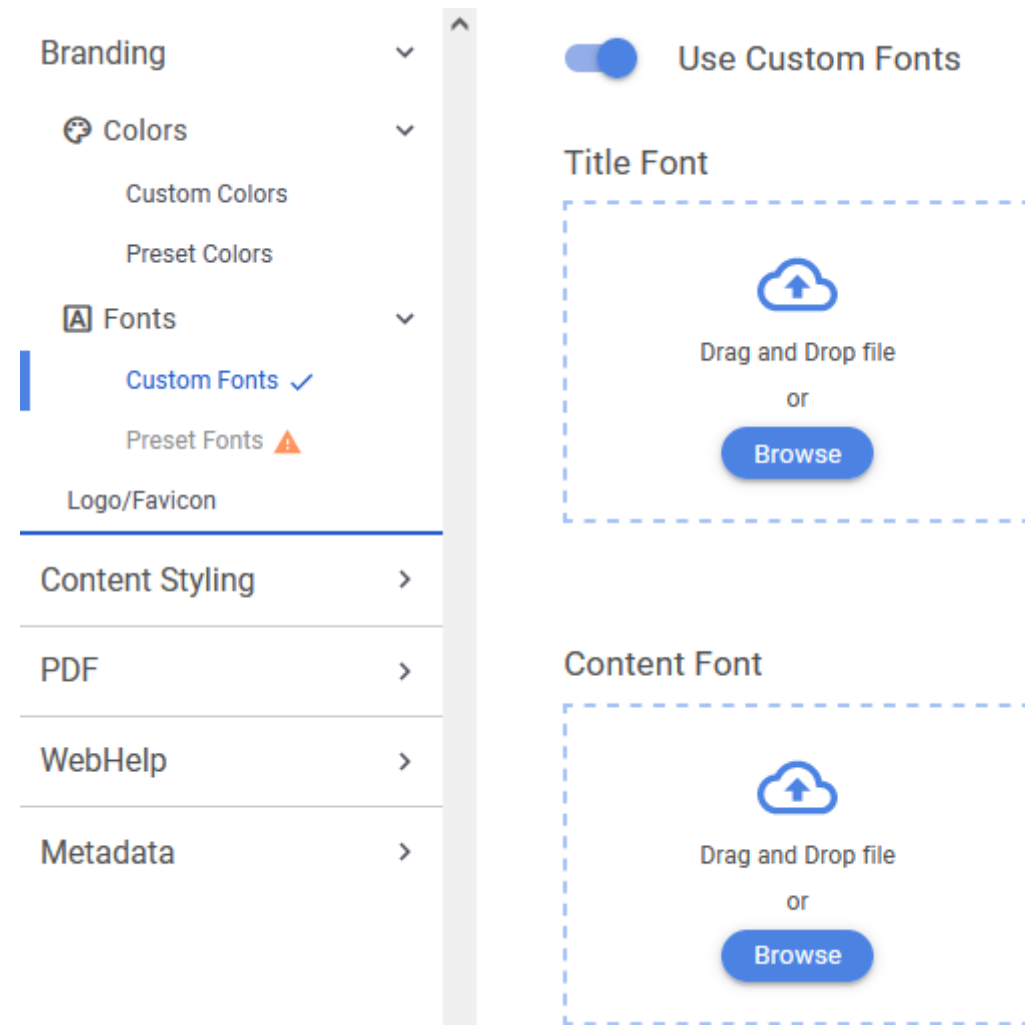 Branding
Colors
Custom Colors
Preset Colors
Fonts
Custom Fonts
Preset Fonts
Logo/Favicon
Content Styling
PDF
WebHelp
Metadata
Use Custom Fonts
Title Font
Drag and Drop file
or
Browse
Content Font
Drag and Drop file
or
Browse